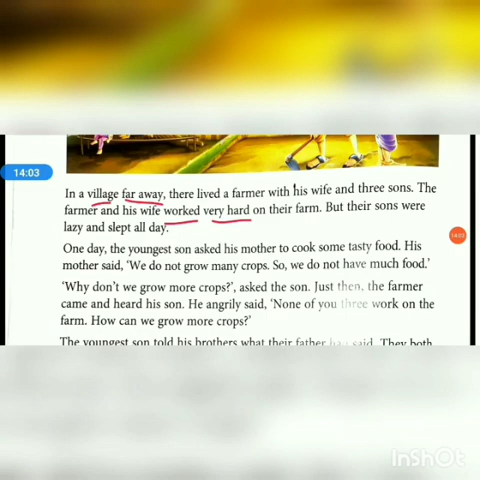 14:03
In a village far away, there lived a farmer with his wife and three sons. The
farmer and his wife worked very hard on their farm. But their sons were
lazy and slept all day.
14:03
One day, the youngest son asked his mother to cook some tasty food. His
mother said, ‘We do not grow many crops. So, we do not have much food.’
‘Why don’t we grow more crops?’, asked the son. Just then, the farmer
came and heard his son. He angrily said, ‘None of you three work on the
farm. How can we grow more crops?’
The youngest son told his brothers what their father had said. They both
InShOt